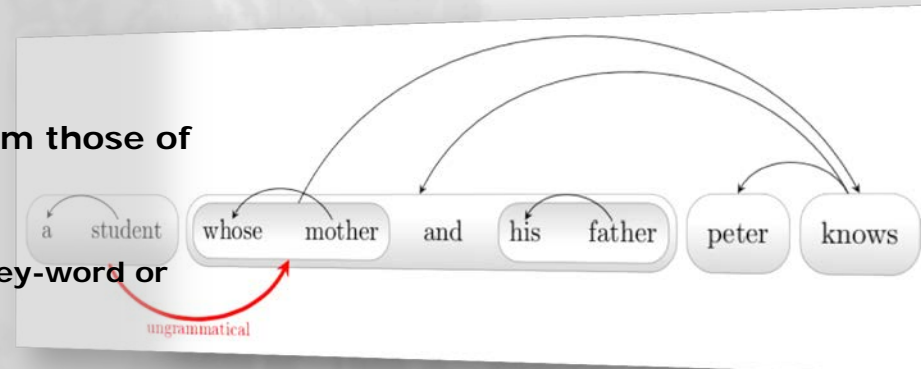 m those of
a student whose mother and his father peter knows
ey-word or
ungrammatical